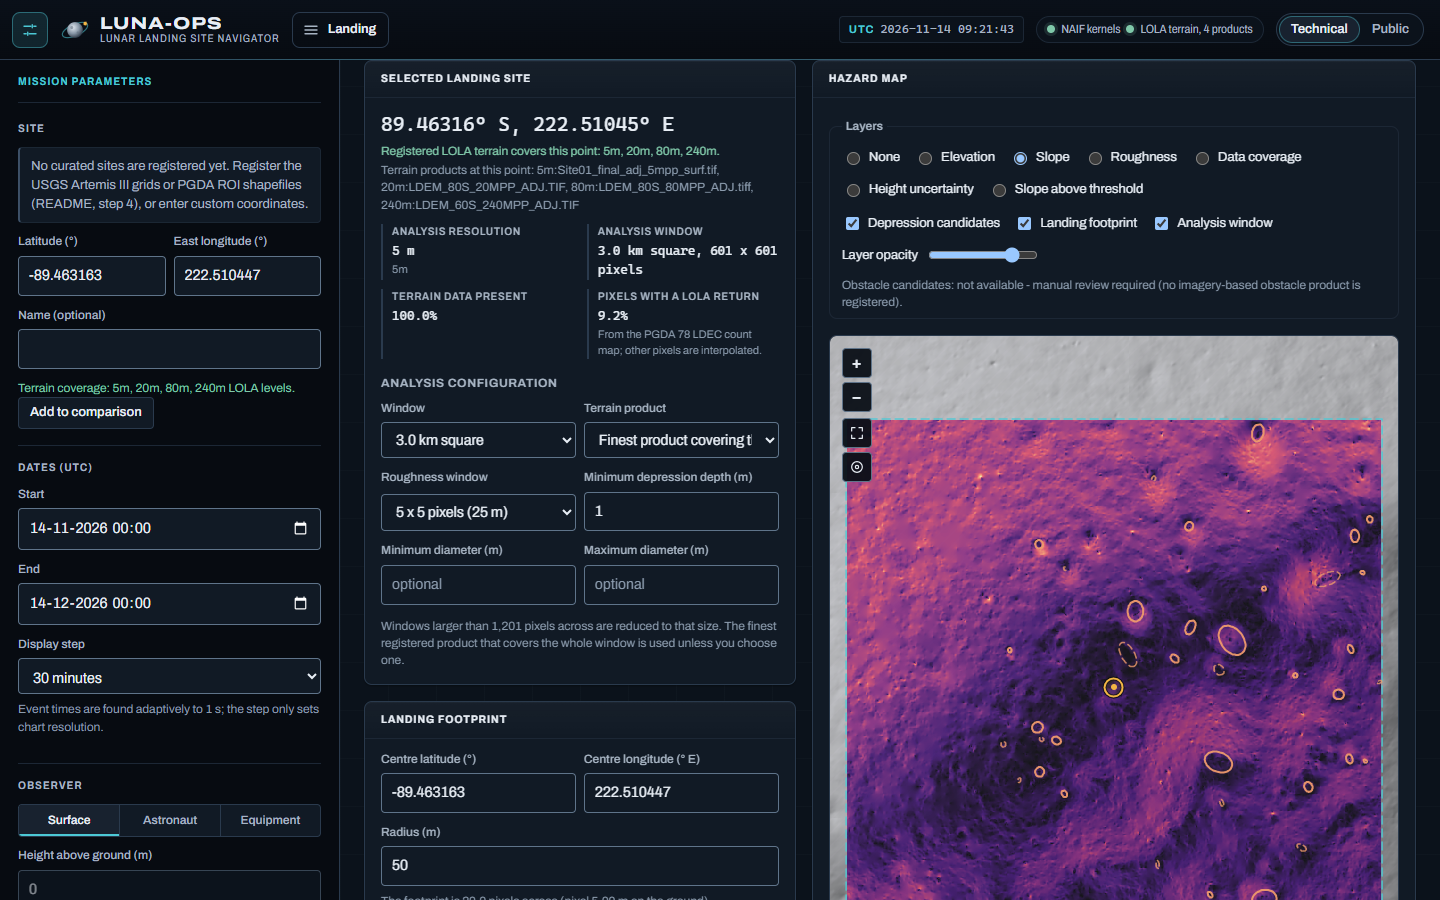 LUNA-OPS
LUNAR LANDING SITE NAVIGATOR
Landing
UTC 2026-11-14 09:21:43
NAIF kernels
LOLA terrain, 4 products
Technical
Public
MISSION PARAMETERS
SITE
No curated sites are registered yet. Register the
USGS Artemis III grids or PGDA ROI shapefiles
(README, step 4), or enter custom coordinates.
Latitude (°)
East longitude (°)
-89.463163
222.510447
Name (optional)
Terrain coverage: 5m, 20m, 80m, 240m LOLA levels.
Add to comparison
DATES (UTC)
Start
14-11-2026 00:00
End
14-12-2026 00:00
Display step
30 minutes
Event times are found adaptively to 1 s; the step only sets
chart resolution.
OBSERVER
Surface
Astronaut
Equipment
Height above ground (m)
0
SELECTED LANDING SITE
89.46316° S, 222.51045° E
Registered LOLA terrain covers this point: 5m, 20m, 80m, 240m.
Terrain products at this point: 5m:Site01_final_adj_5mpp_surf.tif,
20m:LDEM_80S_20MPP_ADJ.TIF, 80m:LDEM_80S_80MPP_ADJ.tiff,
240m:LDEM_60S_240MPP_ADJ.TIF
ANALYSIS RESOLUTION
5 m
5m
ANALYSIS WINDOW
3.0 km square, 601 x 601
pixels
TERRAIN DATA PRESENT
100.0%
PIXELS WITH A LOLA RETURN
9.2%
From the PGDA 78 LDEC count
map; other pixels are interpolated.
ANALYSIS CONFIGURATION
Window
Terrain product
3.0 km square
Finest product covering t
Roughness window
Minimum depression depth (m)
5 x 5 pixels (25 m)
1
Minimum diameter (m)
Maximum diameter (m)
optional
optional
Windows larger than 1,201 pixels across are reduced to that size. The finest
registered product that covers the whole window is used unless you choose
one.
LANDING FOOTPRINT
Centre latitude (°)
Centre longitude (° E)
-89.463163
222.510447
Radius (m)
50
HAZARD MAP
Layers
None
Elevation
Slope
Roughness
Data coverage
Height uncertainty
Slope above threshold
Depression candidates
Landing footprint
Analysis window
Layer opacity
Obstacle candidates: not available - manual review required (no imagery-based obstacle product is
registered).
+
−